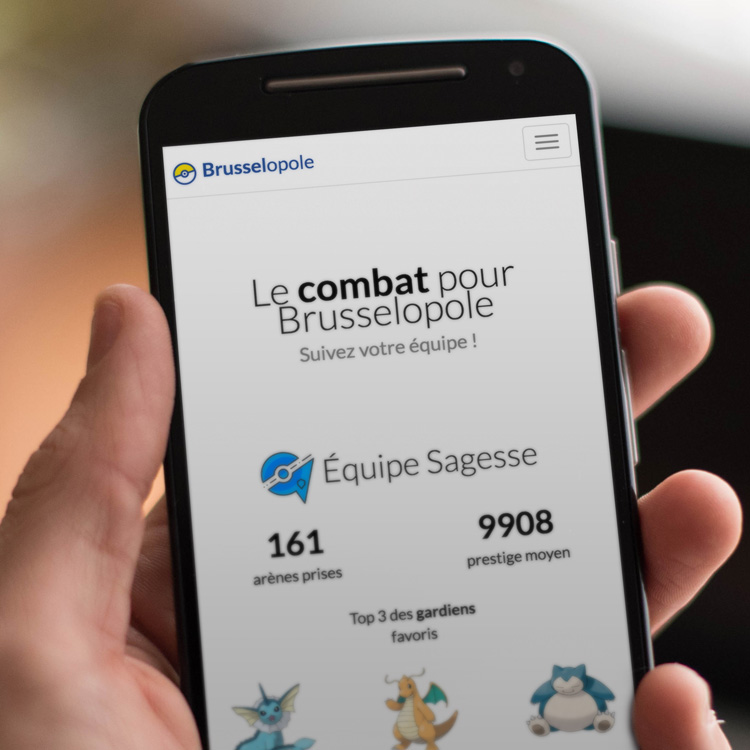 Brusselopole
Le combat pour
Brusselopole
Suivez votre équipe !
Équipe Sagesse
161
arènes prises
9908
prestige moyen
Top 3 des gardiens
favoris